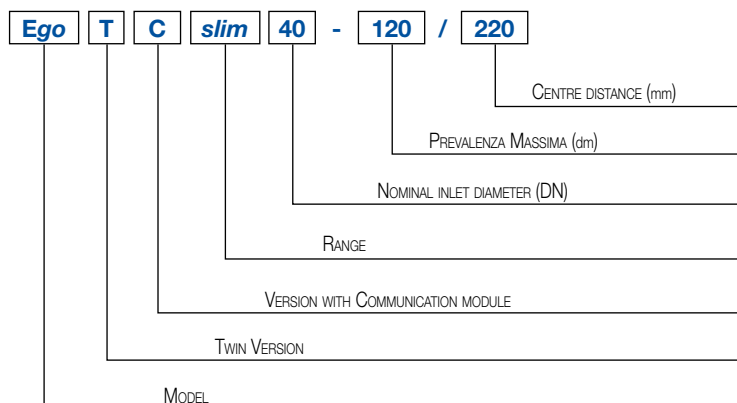 Ego T C slim 40 - 120 / 220
CENTRE DISTANCE (mm)
PREVALENZA MASSIMA (dm)
NOMINAL INLET DIAMETER (DN)
RANGE
VERSION WITH COMMUNICATION MODULE
TWIN VERSION
MODEL